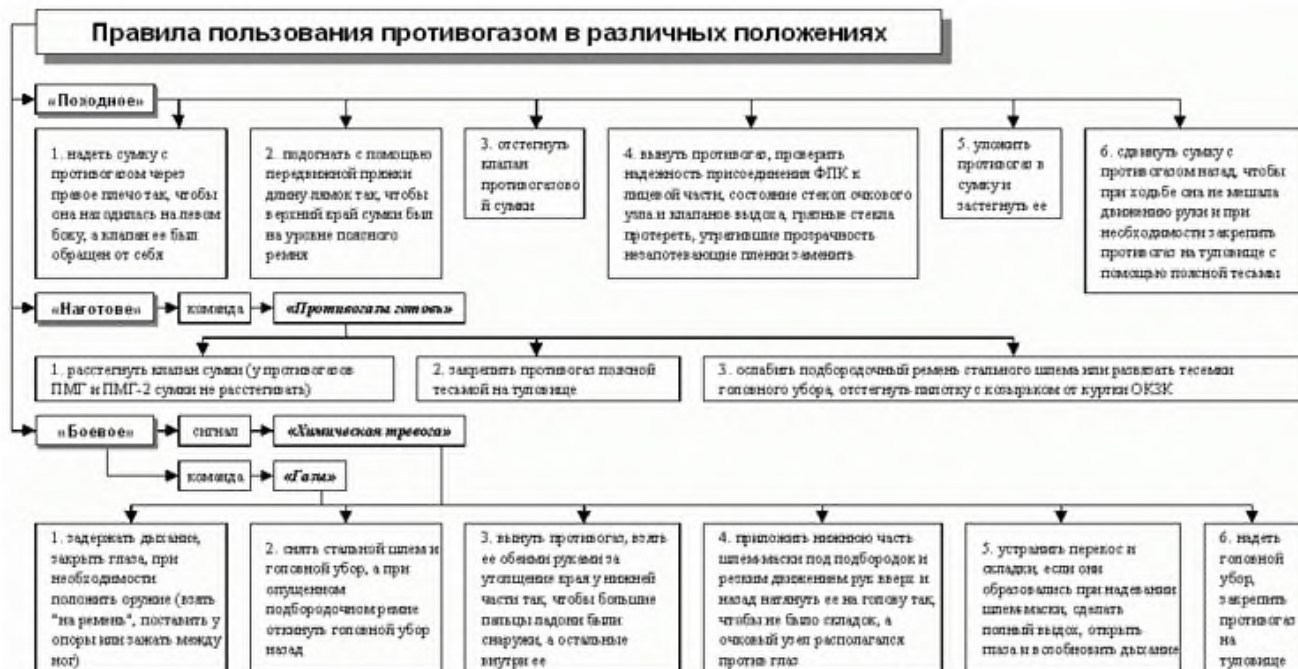 Правила пользования противогазом в различных положениях
«Походное»
1. надеть сумку с
противогазом через
правое плечо так, чтобы
она находилась на левом
боку, а клапан ее был
обращен от себя
2. подогнать с помощью
передвижной пряжки
длину лямок так, чтобы
верхний край сумки был
на уровне поясного
ремня
3. отстегнуть
клапан
противогазово
й сумки
4. вынуть противогаз, проверить
надежность присоединения ФПК к
лицевой части, состояние стекол очкового
узла и клапанов выдоха, грязные стекла
протереть, утратившие прозрачность
незапотевающие пленки заменить
5. уложить
противогаз в
сумку и
застегнуть ее
6. сдвинуть сумку с
противогазом назад, чтобы
при ходьбе она не мешала
движению руки и при
необходимости закрепить
противогаз на туловище с
помощью поясной тесьмы
«Наготове»
команда
«Противогазы готовь»
1. расстегнуть клапан сумки (у противогазов
ПМГ и ПМГ-2 сумки не расстегивать)
2. закрепить противогаз поясной
тесьмой на туловище
3. ослабить подбородочный ремень стального шлема или развязать тесемки
головного убора, отстегнуть пилотку с козырьком от куртки ОКЗК
«Боевое»
сигнал
«Химическая тревога»
команда
«Газы»
1. задержать дыхание,
закрыть глаза, при
необходимости
положить оружие (взять
"на ремень", поставить у
опоры или зажать между
ног)
2. снять стальной шлем и
головной убор, а при
опущенном
подбородочном ремне
откинуть головной убор
назад
3. вынуть противогаз, взять
ее обеими руками за
утолщение края у нижней
части так, чтобы большие
пальцы ладони были
снаружи, а остальные
внутри ее
4. приложить нижнюю часть
шлем-маски под подбородок и
резким движением рук вверх и
назад натянуть ее на голову так,
чтобы не было складок, а
очковый узел располагался
против глаз
5. устранить перекос и
складки, если они
образовались при надевании
шлем-маски, сделать
полный выдох, открыть
глаза и возобновить дыхание
6. надеть
головной
убор,
закрепить
противогаз
на
туловище